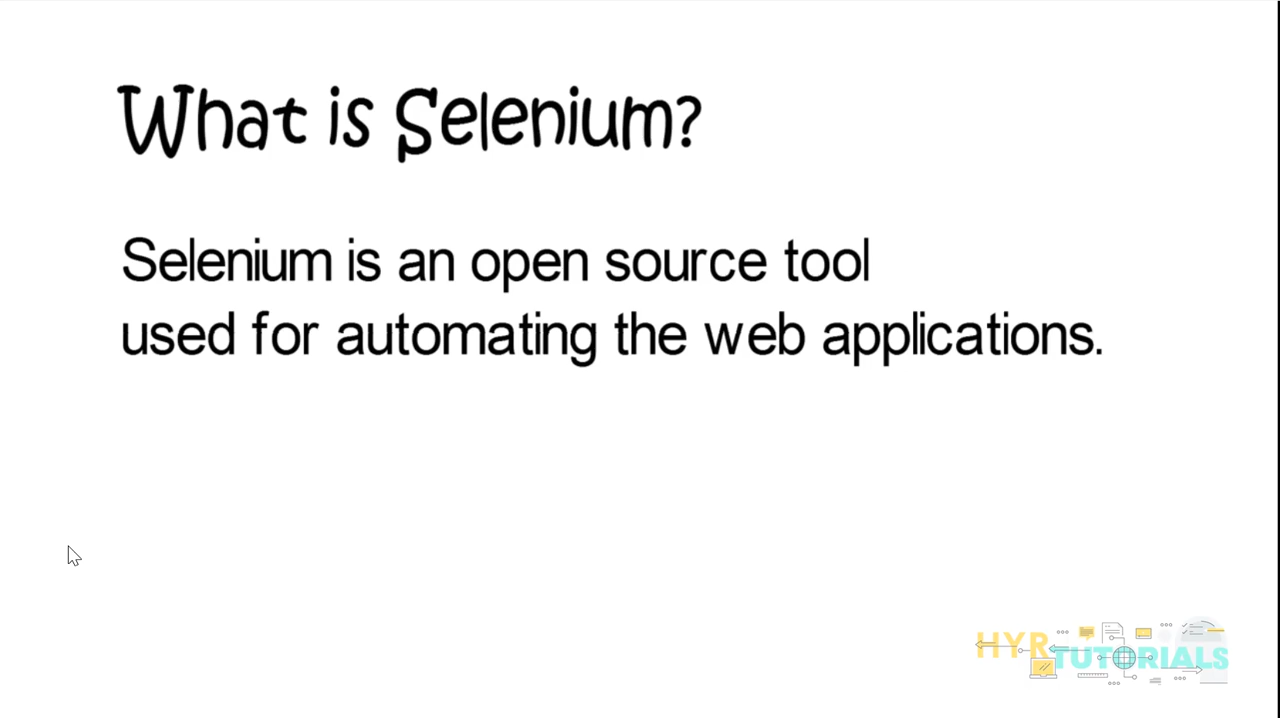 What is Selenium?
Selenium is an open source tool
used for automating the web applications.
HYR
TUTORIALS